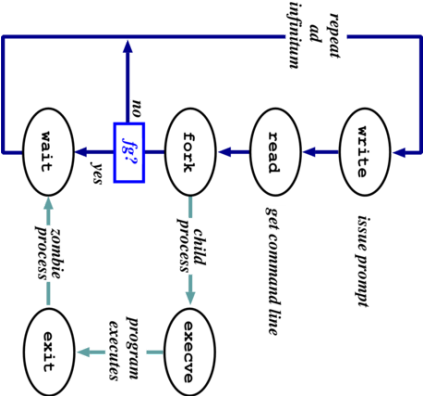 repeat
ad
infinitum
write
issue prompt
read
get command line
fork
child
process
execve
fg?
no
yes
program
executes
wait
zombie
process
exit